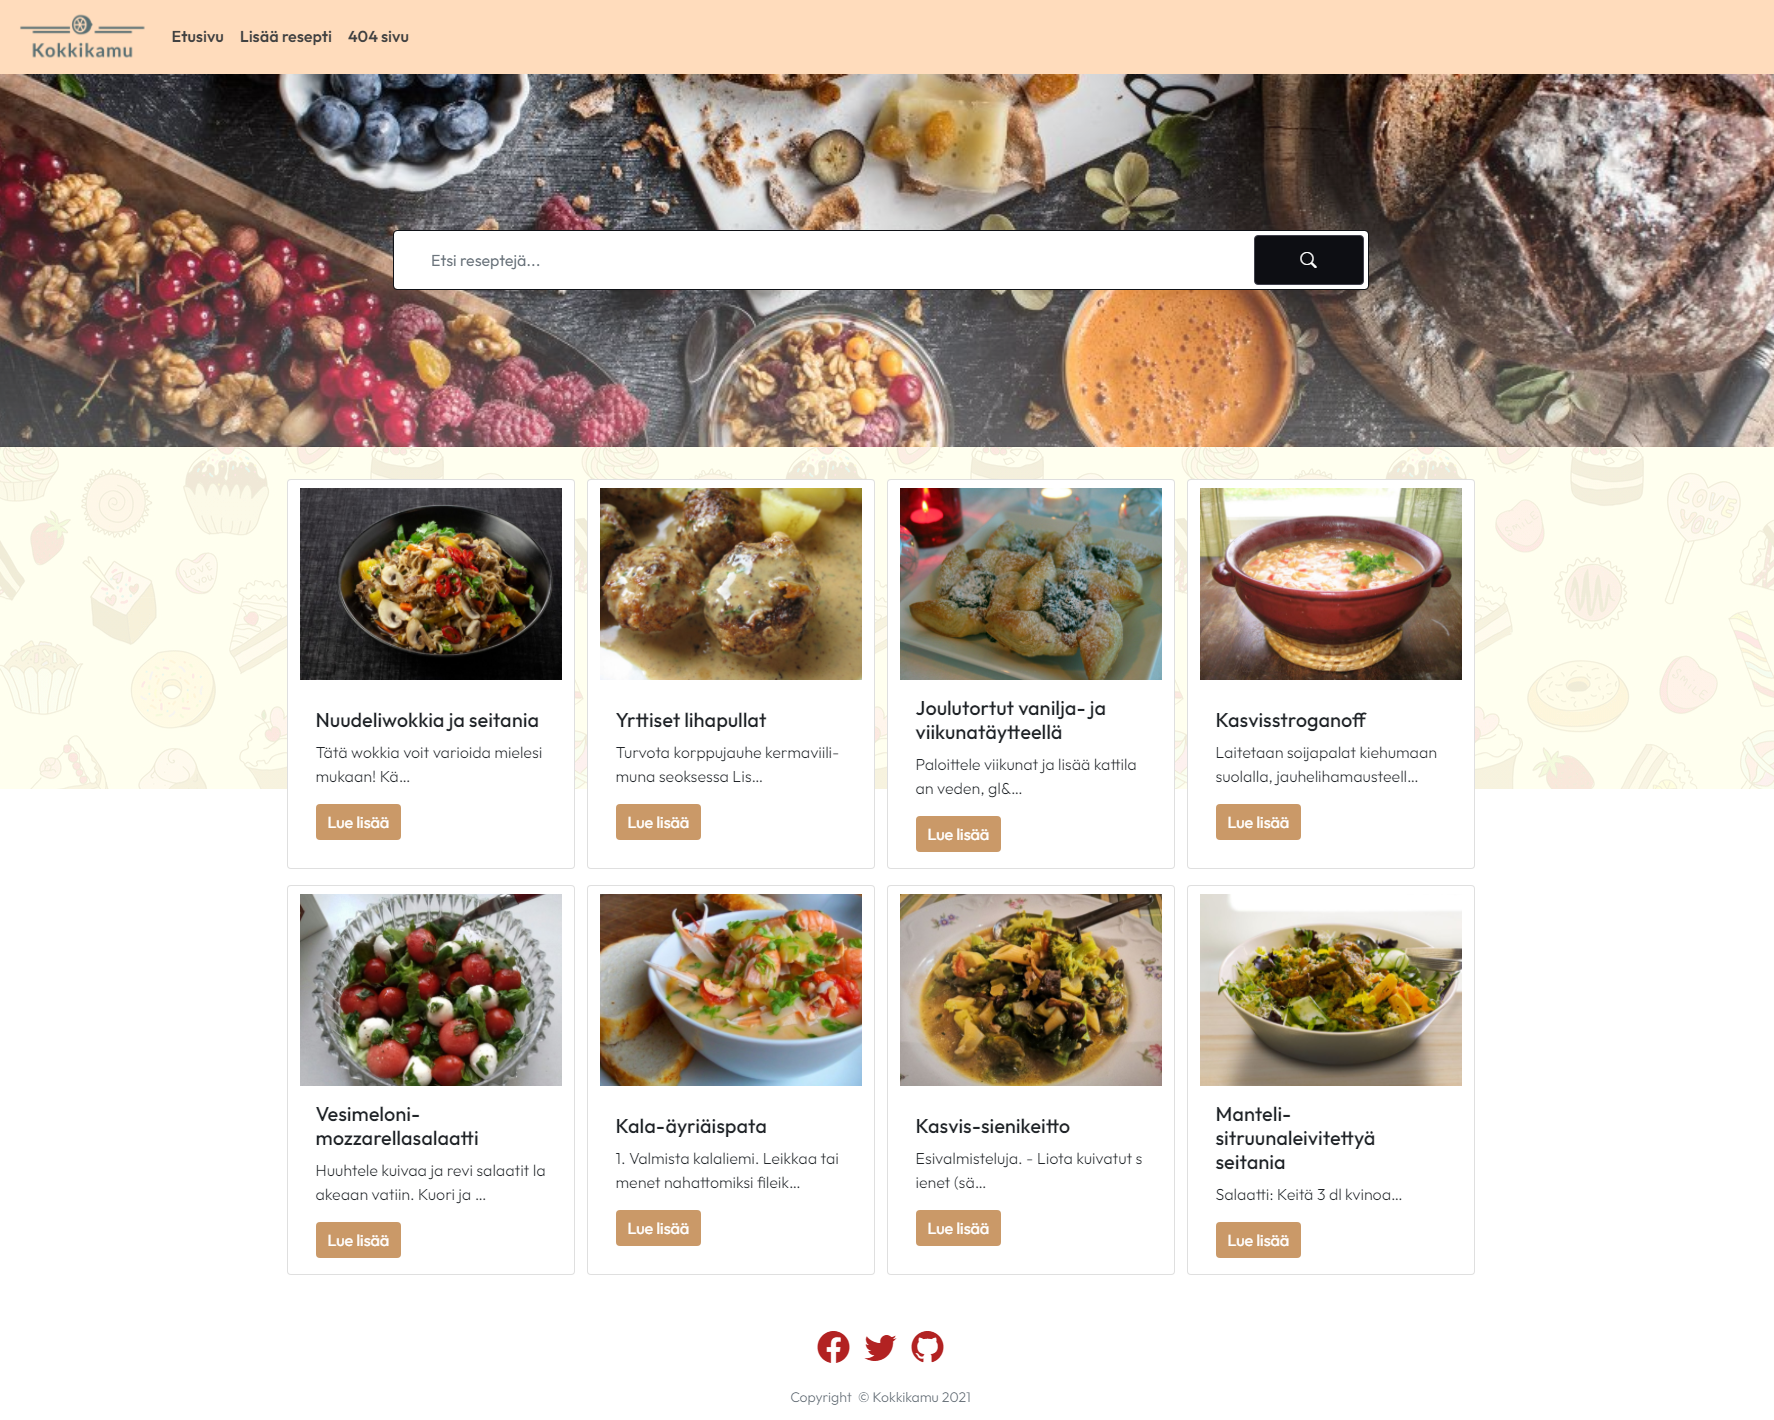 Kokkikamu
Etusivu Lisää resepti 404 sivu
Etsi reseptejä...
Nuudeliwokkia ja seitania
Tätä wokkia voit varioida mielesi
mukaan! Kä...
Lue lisää
Yrttiset lihapullat
Turvota korppujauhe kermaviili-
muna seoksessa Lis...
Lue lisää
Joulutortut vanilja- ja
viikunatäytteellä
Paloittele viikunat ja lisää kattila
an veden, gl&...
Lue lisää
Kasvisstroganoff
Laitetaan soijapalat kiehumaan
suolalla, jauhelihamausteell...
Lue lisää
Vesimeloni-
mozzarellasalaatti
Huuhtele kuivaa ja revi salaatit la
akeaan vatiin. Kuori ja ...
Lue lisää
Kala-äyriäispata
1. Valmista kalaliemi. Leikkaa tai
menet nahattomiksi fileik...
Lue lisää
Kasvis-sienikeitto
Esivalmisteluja. - Liota kuivatut s
ienet (sä...
Lue lisää
Manteli-
sitruunaleivitettyä
seitania
Salaatti: Keitä 3 dl kvinoa...
Lue lisää
LOVE
YOU
Copyright © Kokkikamu 2021